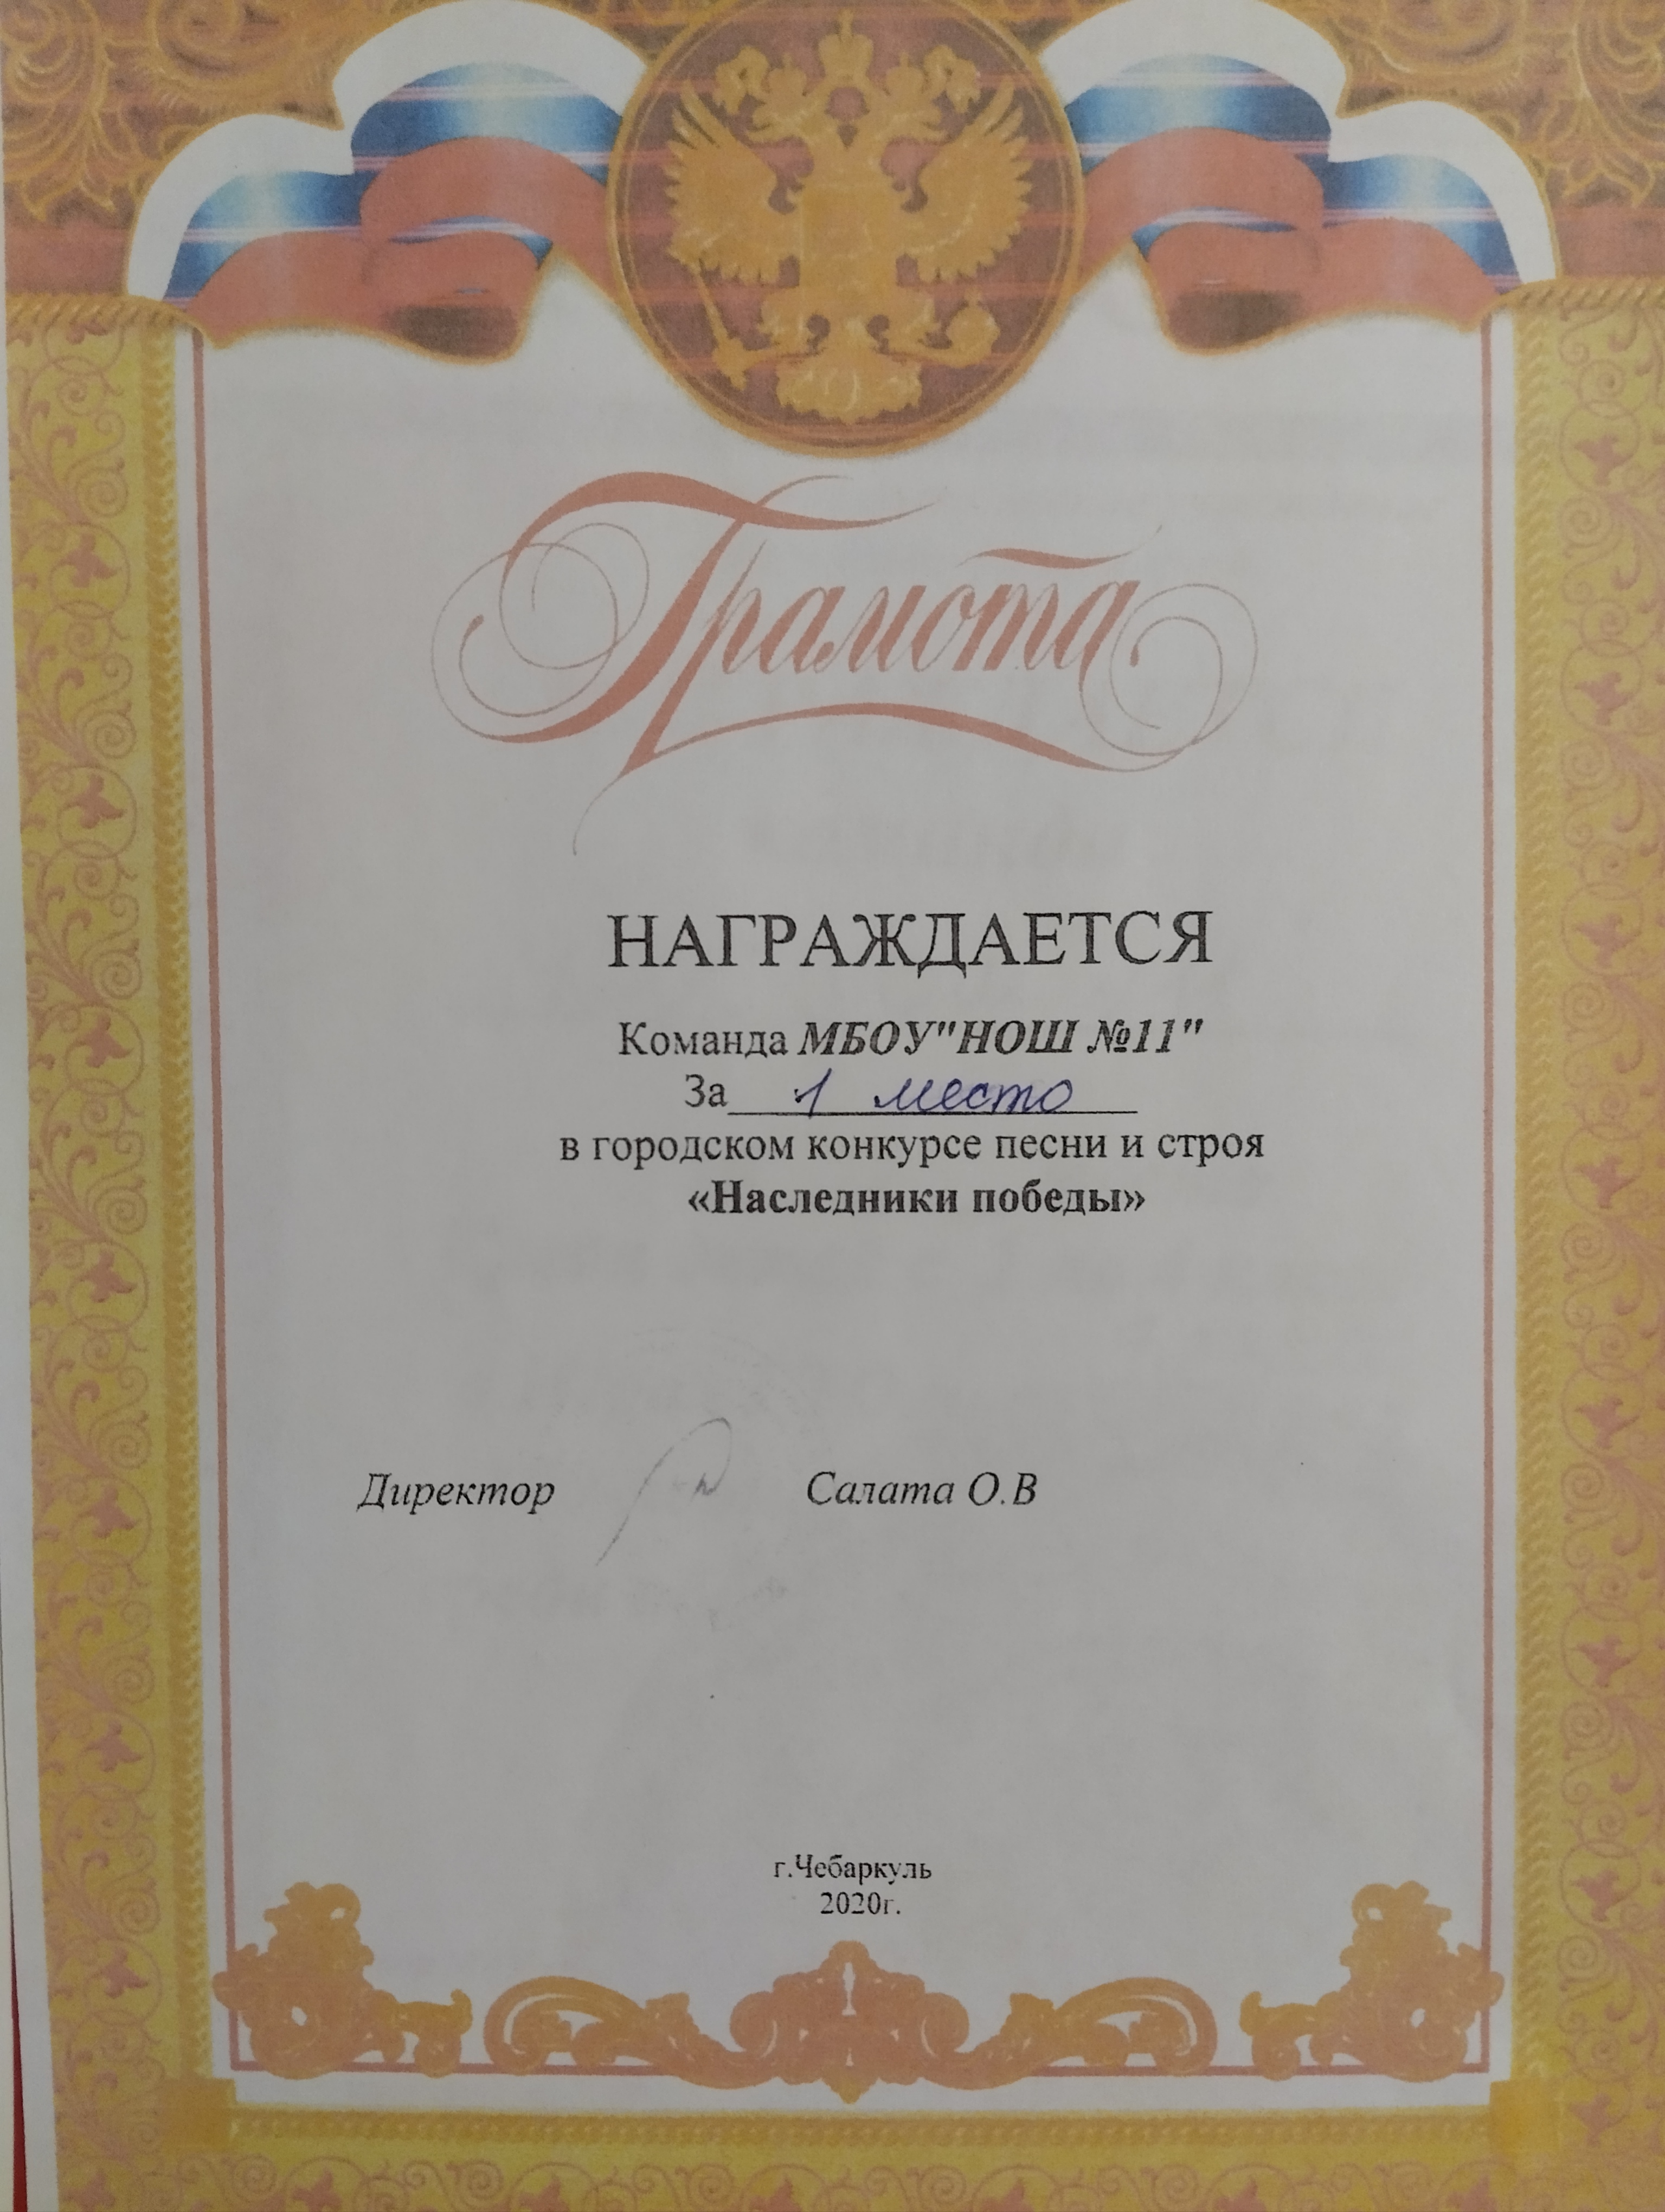 Грамота
НАГРАЖДАЕТСЯ
Команда МБОУ"НОШ №11"
За 1 место
в городском конкурсе песни и строя
«Наследники победы»
Директор Салата О.В
г.Чебаркуль
2020г.